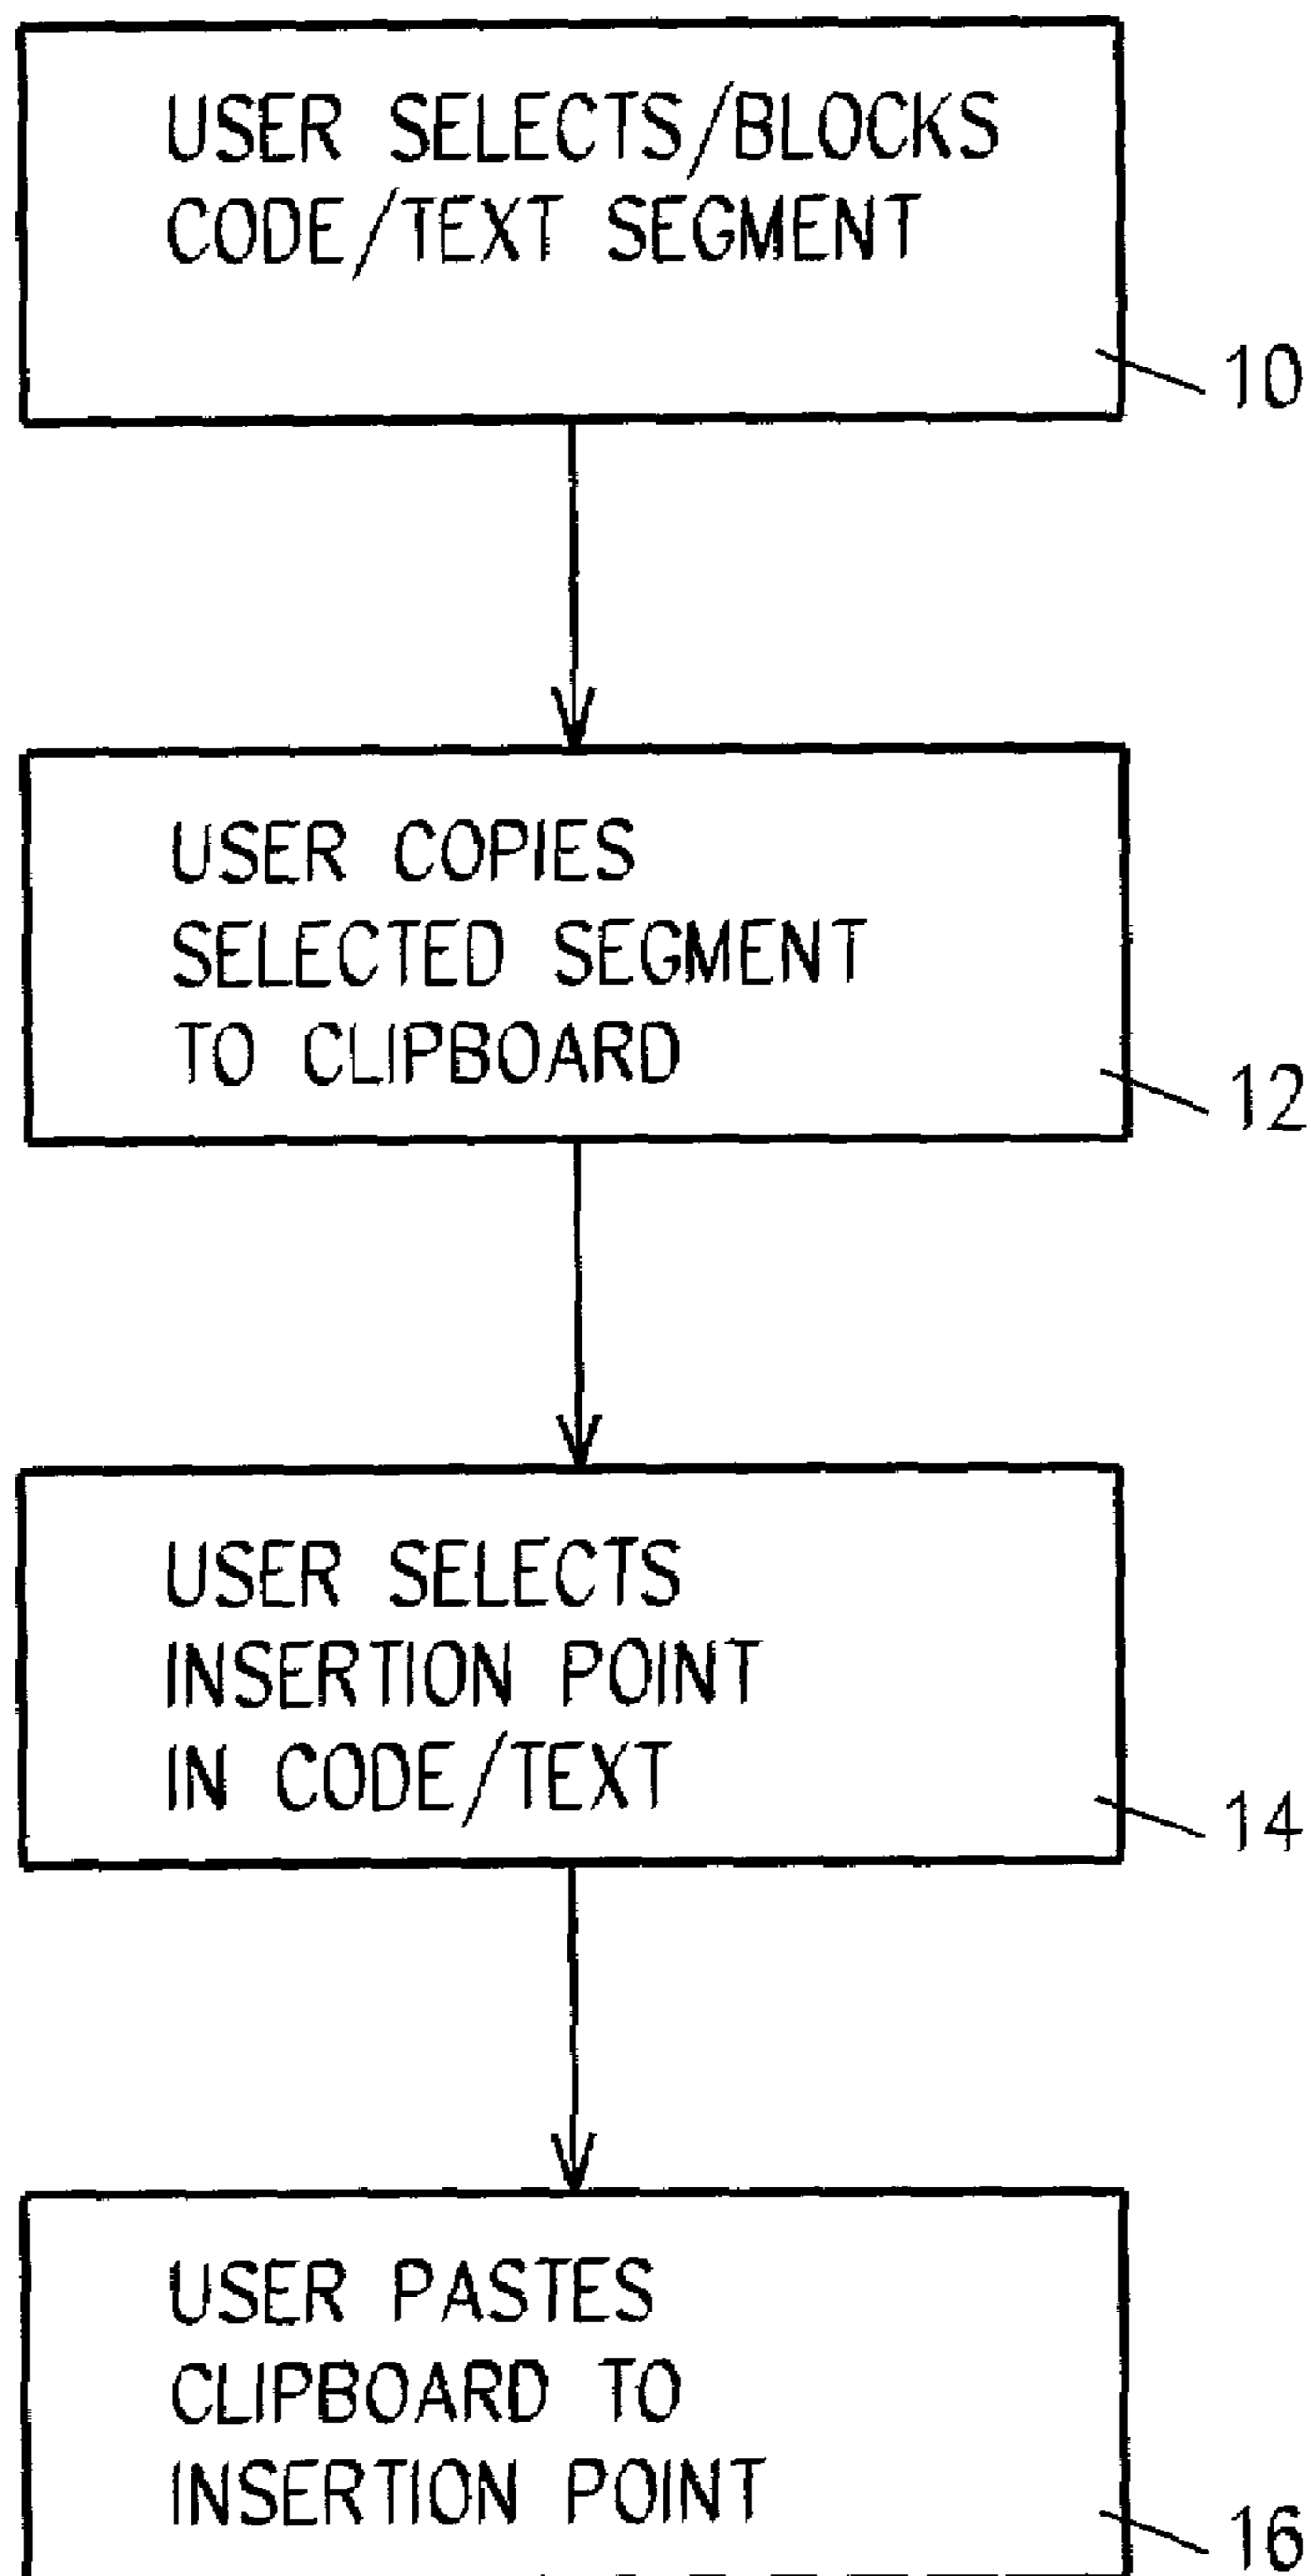 USER SELECTS/BLOCKS
CODE/TEXT SEGMENT
10
USER COPIES
SELECTED SEGMENT
TO CLIPBOARD
12
USER SELECTS
INSERTION POINT
IN CODE/TEXT
14
USER PASTES
CLIPBOARD TO
INSERTION POINT
16